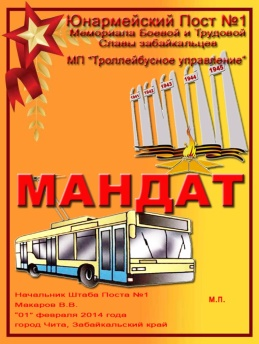 Юнармейский Пост №1
Мемориала Боевой и Трудовой
Славы забайкальцев
МП "Троллейбусное управление"
1941
1942
1943
1944
1945
МАНДАТ
Начальник Штаба Поста №1
Макаров В.В.
"01" февраля 2014 года
город Чита, Забайкальский край
М.П.